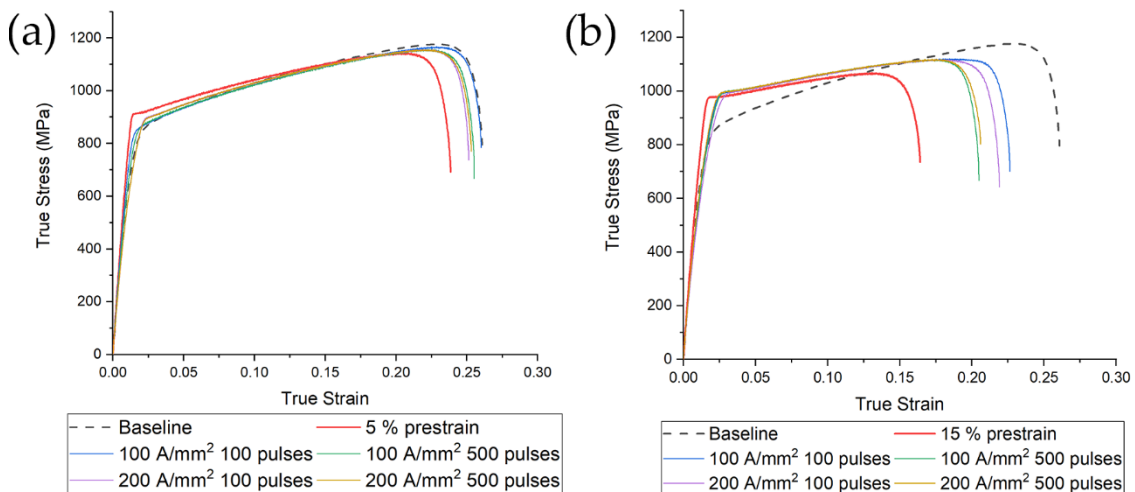 (a)
True Stress (MPa)
1200
1000
800
600
400
200
0
0.00 0.05 0.10 0.15 0.20 0.25 0.30
True Strain
Baseline 5 % prestrain
100 A/mm² 100 pulses 100 A/mm² 500 pulses
200 A/mm² 100 pulses 200 A/mm² 500 pulses
(b)
True Stress (MPa)
1200
1000
800
600
400
200
0
0.00 0.05 0.10 0.15 0.20 0.25 0.30
True Strain
Baseline 15 % prestrain
100 A/mm² 100 pulses 100 A/mm² 500 pulses
200 A/mm² 100 pulses 200 A/mm² 500 pulses